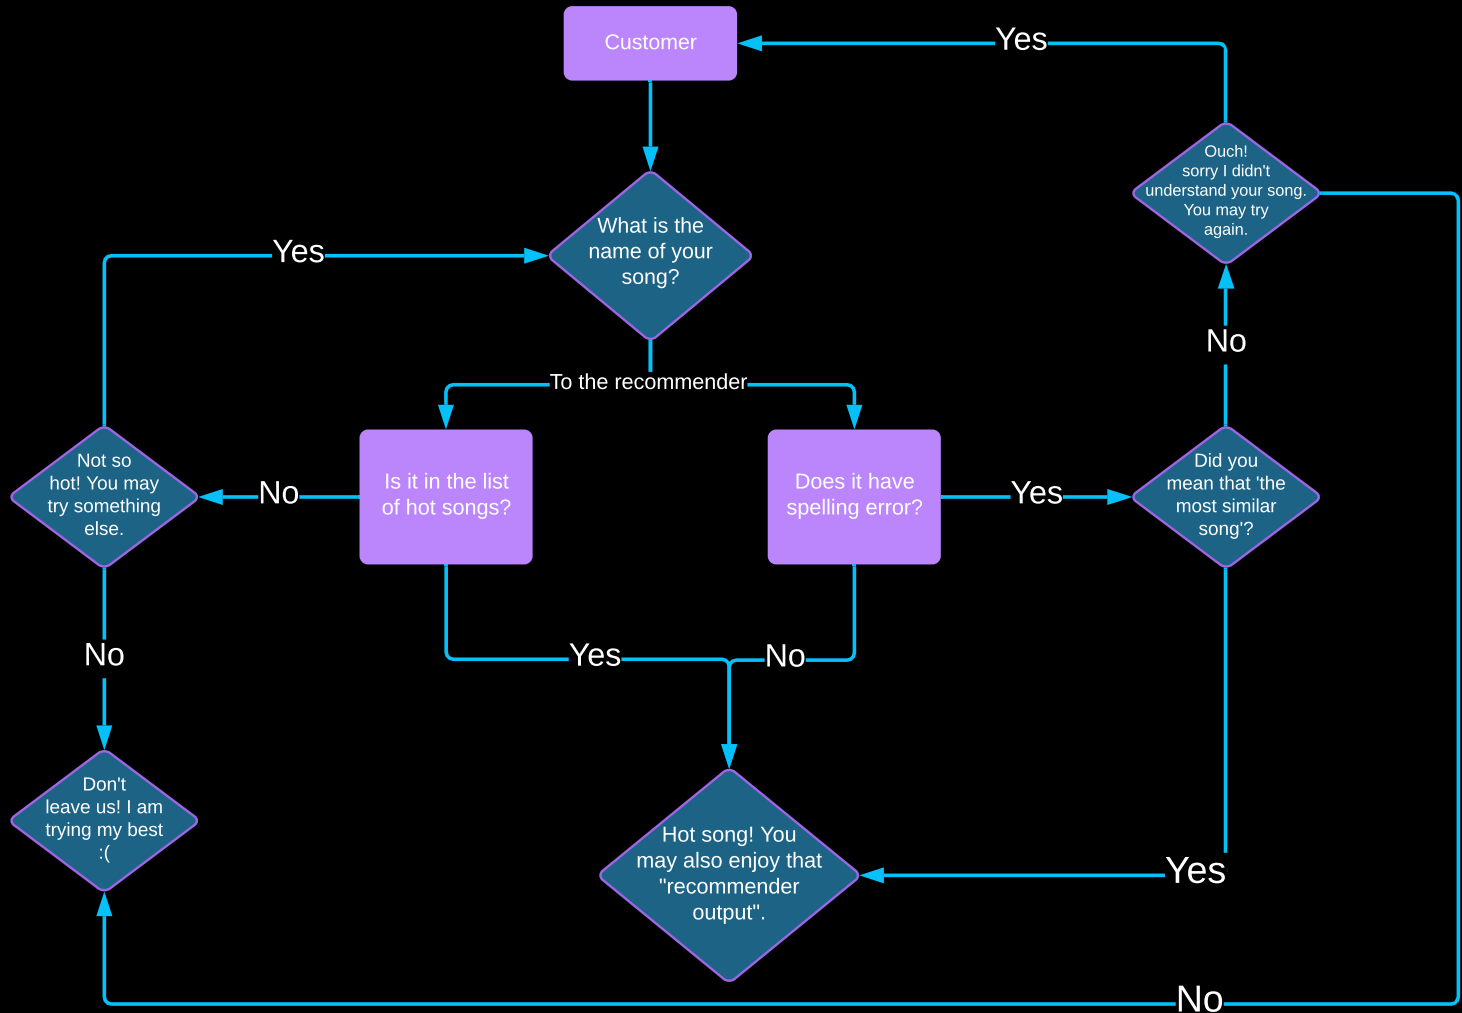 Customer
Yes
Ouch!
sorry I didn't
understand your song.
You may try
again.
What is the
name of your
song?
Yes
No
To the recommender
Not so
hot! You may
try something
else.
No
Is it in the list
of hot songs?
Does it have
spelling error?
Yes
Did you
mean that 'the
most similar
song'?
No
Yes
No
Don't
leave us! I am
trying my best
:(
Hot song! You
may also enjoy that
"recommender
output".
Yes
No